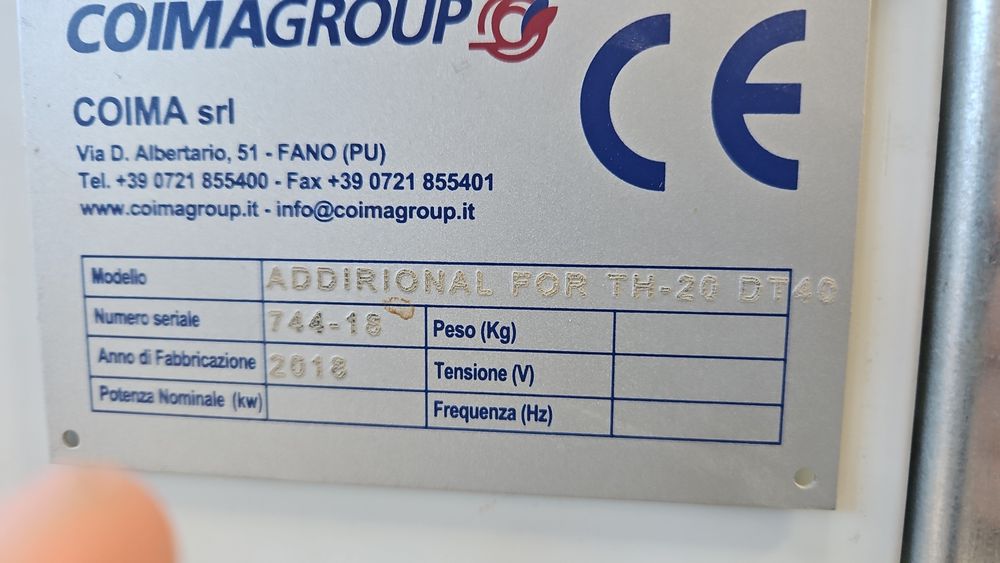 COIMAGROUP
CE
COIMA srl
Via D. Albertario, 51 - FANO (PU)
Tel. +39 0721 855400 - Fax +39 0721 855401
www.coimagroup.it - info@coimagroup.it
Modello ADDIRIONAL FOR TH-20 DT40
Numero seriale 744-18 Peso (Kg)
Anno di Fabbricazione 2018 Tensione (V)
Potenza Nominale (kw) Frequenza (Hz)